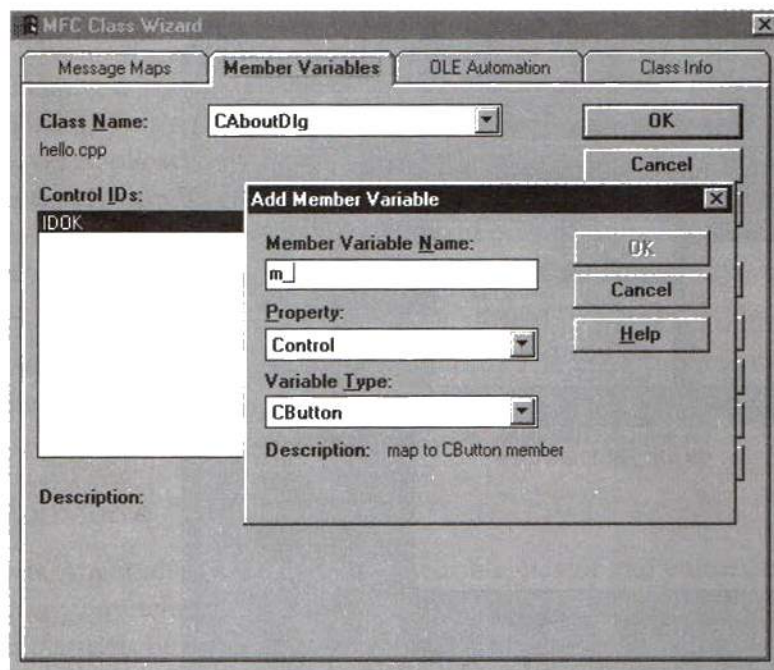 MFC Class Wizard
Message Maps
Member Variables
OLE Automation
Class Info
Class Name:
CAboutDlg
OK
hello.cpp
Cancel
Control IDs:
IDOK
Add Member Variable
Member Variable Name:
m_
OK
Cancel
Property:
Control
Help
Variable Type:
CButton
Description: map to CButton member
Description: